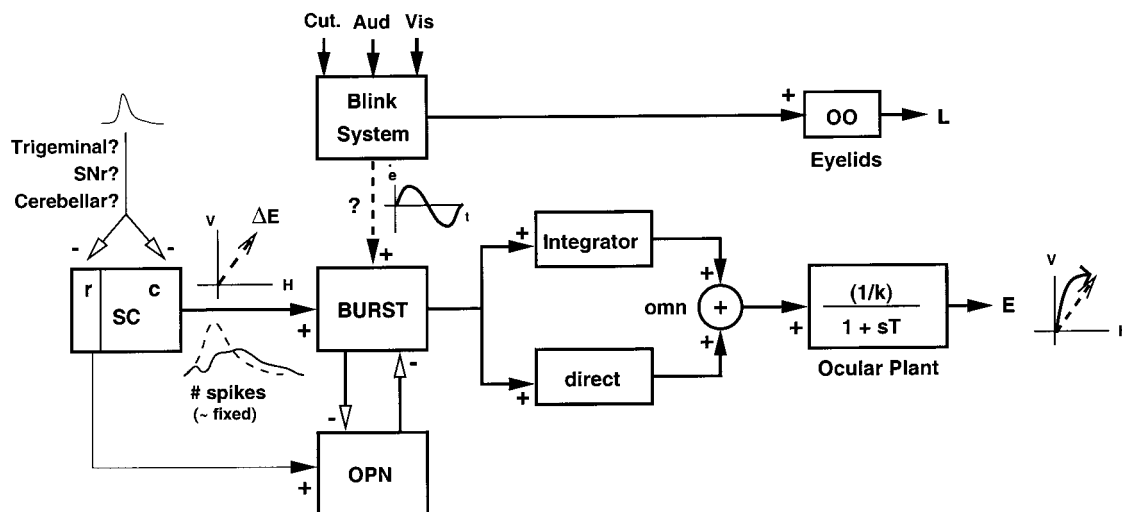 Cut. Aud Vis
Blink
System
+
OO
L
Eyelids
Trigeminal?
SNr?
Cerebellar?
- -
ė
t
?
+
V
ΔE
H
r c
SC
+
BURST
# spikes
(~ fixed)
- -
+
OPN
+
Integrator
+
direct
+
omn
+
+
+
(1/k)
1 + sT
Ocular Plant
E
V